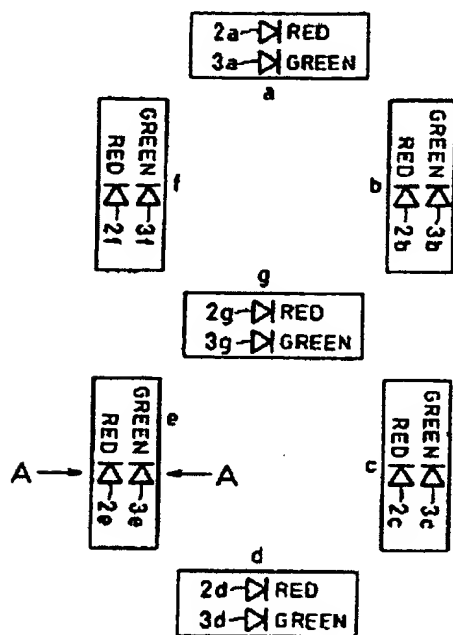 2a RED
3a GREEN
a
GREEN 3f
RED 2f
f
b
GREEN 3b
RED 2b
g
2g RED
3g GREEN
GREEN 3e
RED 2e
e
A A
c
GREEN 3c
RED 2c
d
2d RED
3d GREEN